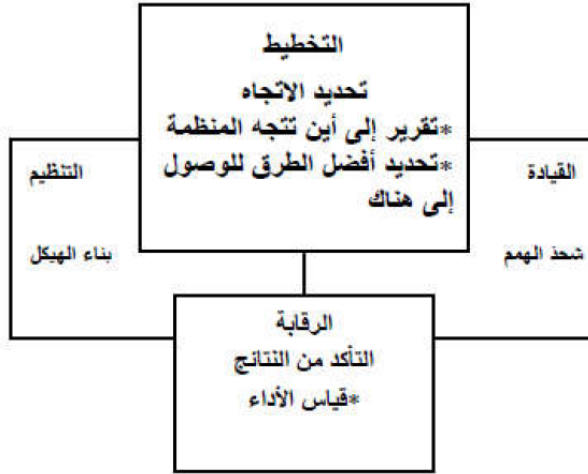 التخطيط
تحديد الاتجاه
*تقرير إلى أين تتجه المنظمة
*تحديد أفضل الطرق للوصول
إلى هناك
القيادة
شحذ الهمم
التنظيم
بناء الهيكل
الرقابة
التأكد من النتائج
*قياس الأداء